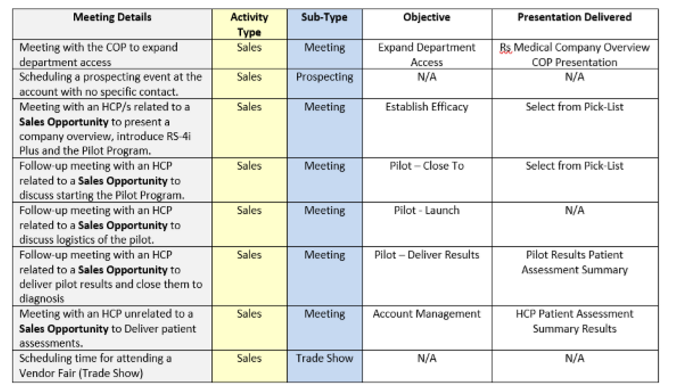 Meeting Details Activity Type Sub-Type Objective Presentation Delivered
Meeting with the COP to expand
department access
Sales
Meeting
Expand Department
Access
Rs Medical Company Overview
COP Presentation
Scheduling a prospecting event at the
account with no specific contact.
Sales
Prospecting
N/A
N/A
Meeting with an HCP/s related to a
Sales Opportunity to present a
company overview, introduce RS-4i
Plus and the Pilot Program.
Sales
Meeting
Establish Efficacy
Select from Pick-List
Follow-up meeting with an HCP
related to a Sales Opportunity to
discuss starting the Pilot Program.
Sales
Meeting
Pilot – Close To
Select from Pick-List
Follow-up meeting with an HCP
related to a Sales Opportunity to
discuss logistics of the pilot.
Sales
Meeting
Pilot - Launch
N/A
Follow-up meeting with an HCP
related to a Sales Opportunity to
deliver pilot results and close them to
diagnosis
Sales
Meeting
Pilot – Deliver Results
Pilot Results Patient
Assessment Summary
Meeting with an HCP unrelated to a
Sales Opportunity to Deliver patient
assessments.
Sales
Meeting
Account Management
HCP Patient Assessment
Summary Results
Scheduling time for attending a
Vendor Fair (Trade Show)
Sales
Trade Show
N/A
N/A